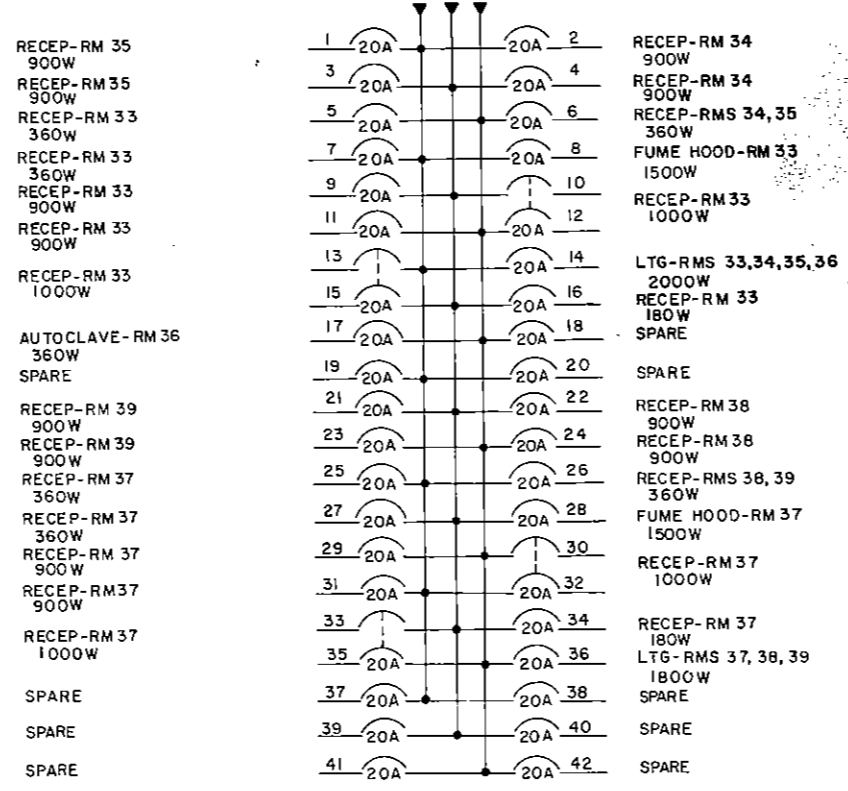 RECEP-RM 35 1 20A 20A 2 RECEP-RM 34
900W 900W
RECEP-RM35 3 20A 20A 4 RECEP-RM 34
900W 900W
RECEP-RM 33 5 20A 20A 6 RECEP-RMS 34,35
360W 360W
RECEP-RM 33 7 20A 20A 8 FUME HOOD-RM 33
360W 1500W
RECEP-RM 33 9 20A 10 RECEP-RM33
900W 1000W
RECEP-RM 33 11 20A 20A 12
900W
RECEP-RM 33 13 20A 14 LTG-RMS 33,34,35,36
1000W 2000W
15 20A 20A 16 RECEP-RM 33
180W
AUTOCLAVE-RM36 17 20A 20A 18 SPARE
360W
SPARE 19 20A 20A 20 SPARE
RECEP-RM 39 21 20A 20A 22 RECEP-RM38
900W 900W
RECEP-RM39 23 20A 20A 24 RECEP-RM38
900W 900W
RECEP-RM 37 25 20A 20A 26 RECEP-RMS 38, 39
360W 360W
RECEP-RM 37 27 20A 20A 28 FUME HOOD-RM 37
360W 1500W
RECEP-RM 37 29 20A 30 RECEP-RM37
900W 1000W
RECEP-RM37 31 20A 20A 32
900W
RECEP-RM 37 33 20A 34 RECEP-RM 37
1000W 180W
35 20A 20A 36 LTG-RMS 37, 38, 39
1800W
SPARE 37 20A 20A 38 SPARE
SPARE 39 20A 20A 40 SPARE
SPARE 41 20A 20A 42 SPARE